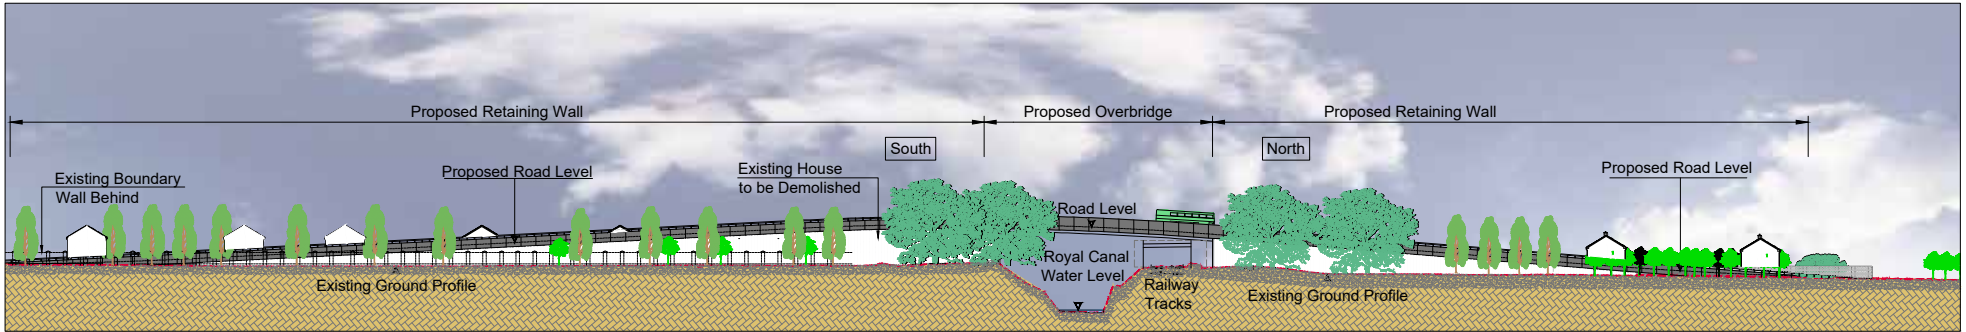 Proposed Retaining Wall
Proposed Overbridge
Proposed Retaining Wall
South
North
Existing Boundary
Wall Behind
Proposed Road Level
Existing House
to be Demolished
Road Level
Proposed Road Level
Royal Canal
Water Level
Existing Ground Profile
Railway
Tracks
Existing Ground Profile